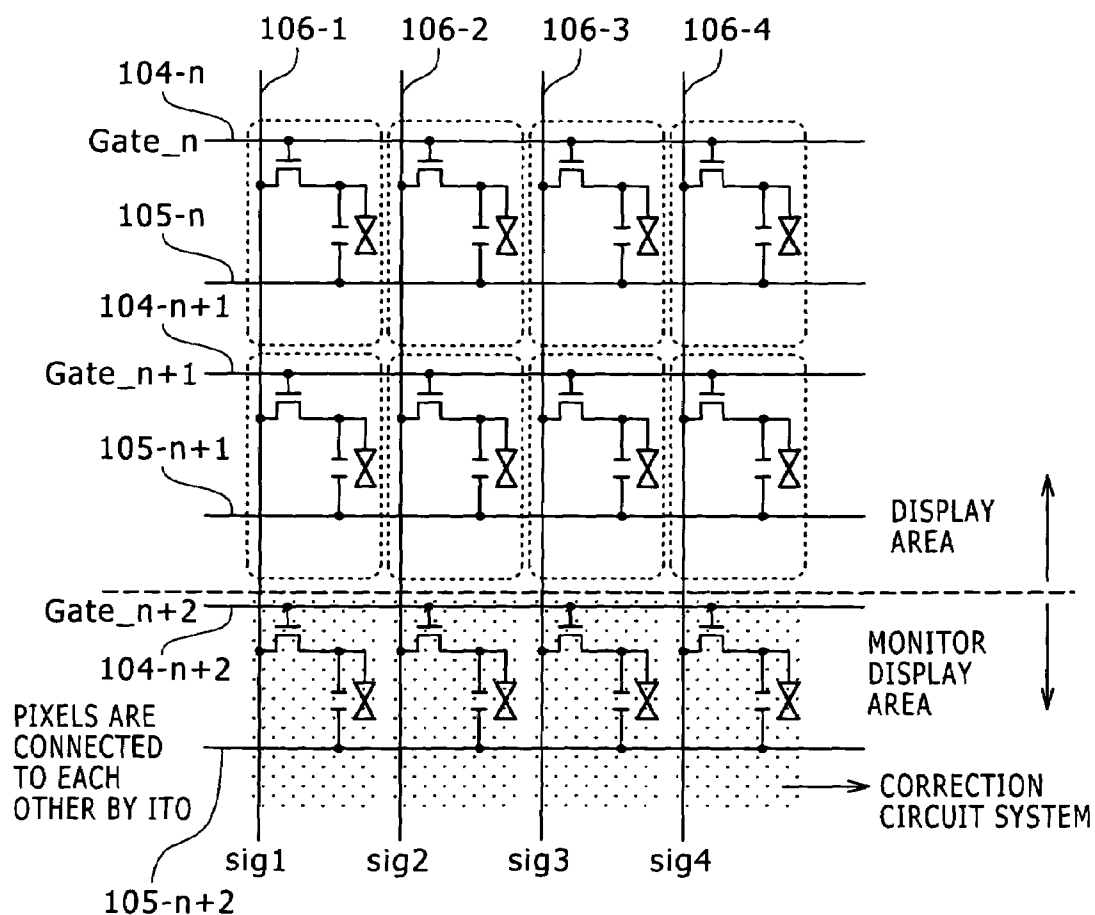 106-1
106-2
106-3
106-4
104-n
Gate_n
105-n
104-n+1
Gate_n+1
105-n+1
DISPLAY
AREA
Gate_n+2
104-n+2
MONITOR
DISPLAY
AREA
PIXELS ARE
CONNECTED
TO EACH
OTHER BY ITO
CORRECTION
CIRCUIT SYSTEM
sig1
sig2
sig3
sig4
105-n+2